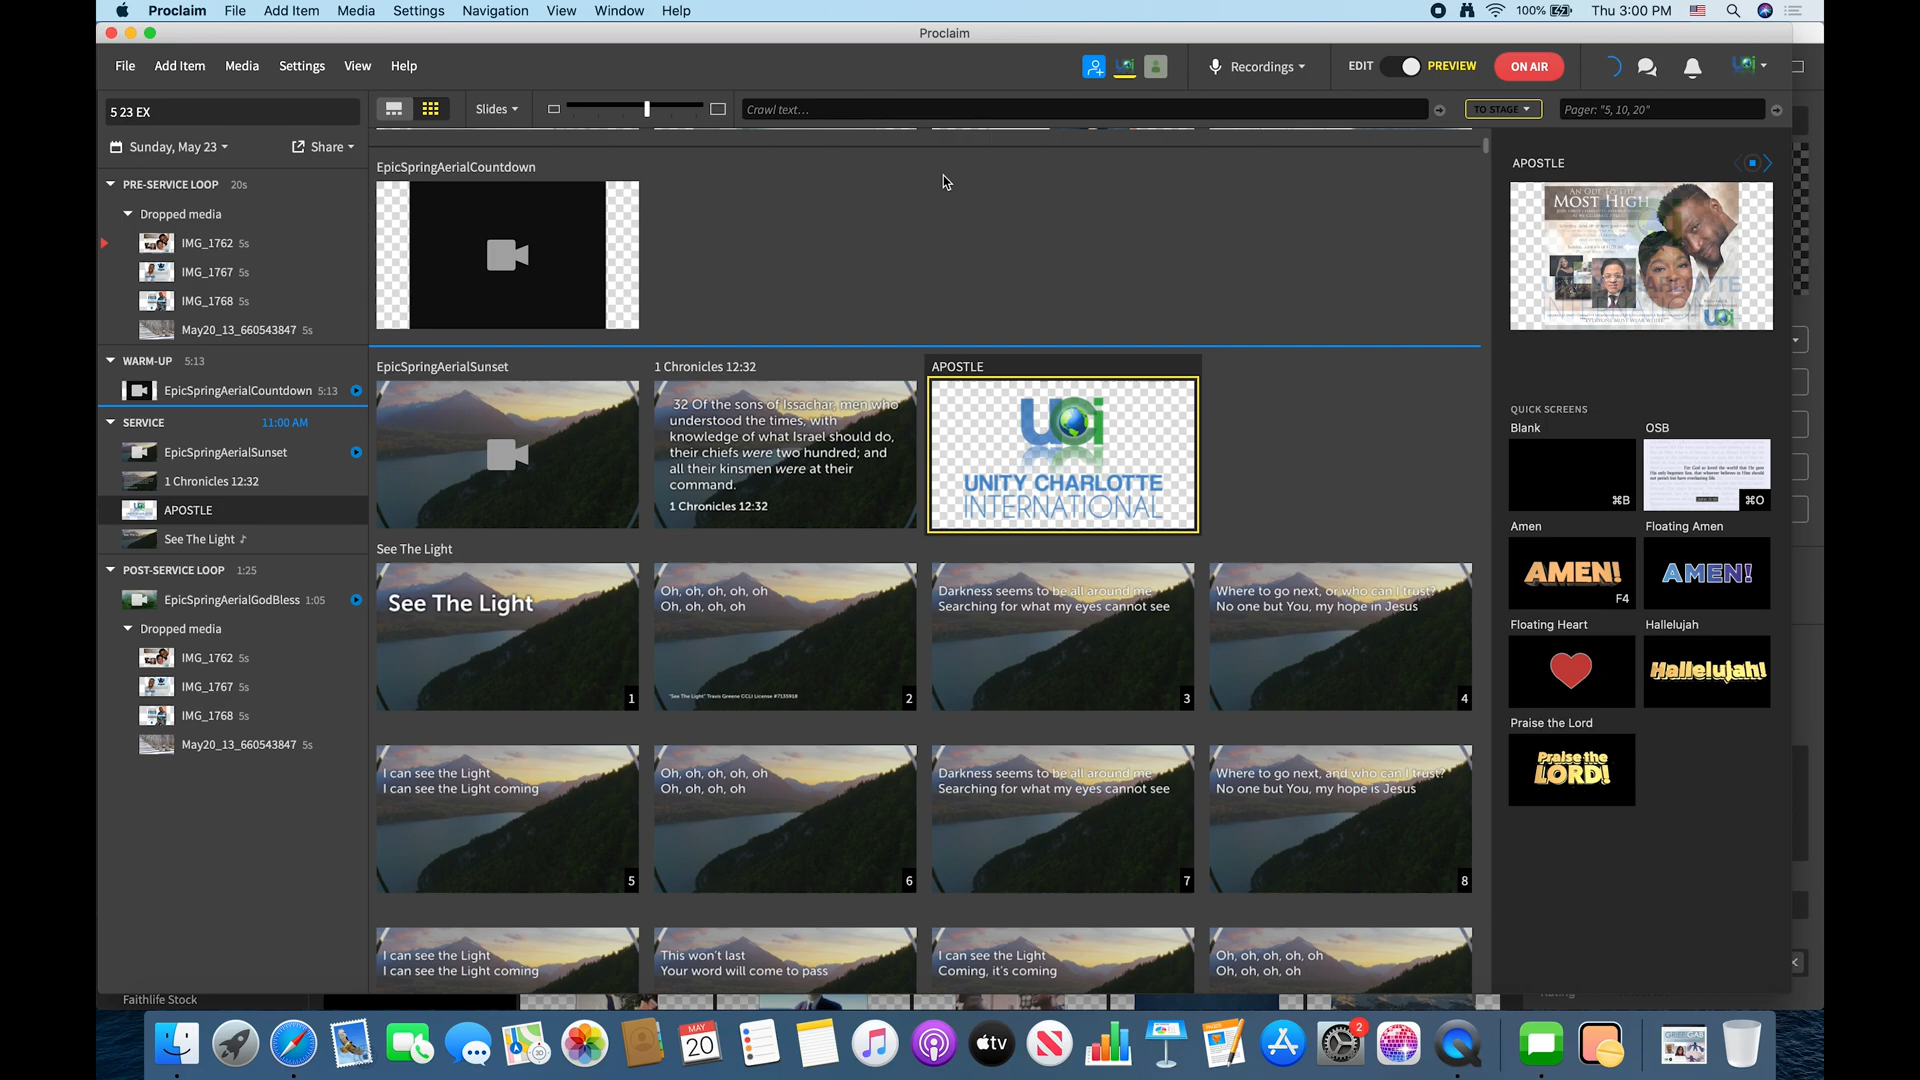 Proclaim File Add Item Media Settings Navigation View Window Help
100% Thu 3:00 PM
Proclaim
File Add Item Media Settings View Help
Recordings EDIT PREVIEW ON AIR
5 23 EX
Slides Crawl text... TO STAGE Pager: "5, 10, 20"
Sunday, May 23 Share
PRE-SERVICE LOOP 20s
Dropped media
IMG_1762 5s
IMG_1767 5s
IMG_1768 5s
May20_13_660543847 5s
WARM-UP 5:13
EpicSpringAerialCountdown 5:13
SERVICE 11:00 AM
EpicSpringAerialSunset
1 Chronicles 12:32
APOSTLE
See The Light
POST-SERVICE LOOP 1:25
EpicSpringAerialGodBless 1:05
Dropped media
IMG_1762 5s
IMG_1767 5s
IMG_1768 5s
May20_13_660543847 5s
Faithlife Stock
EpicSpringAerialCountdown
EpicSpringAerialSunset
1 Chronicles 12:32
32 Of the sons of Issachar, men who
understood the times, with
knowledge of what Israel should do,
their chiefs were two hundred; and
all their kinsmen were at their
command.
1 Chronicles 12:32
APOSTLE
UCI
UNITY CHARLOTTE
INTERNATIONAL
See The Light
See The Light
1
Oh, oh, oh, oh, oh
Oh, oh, oh, oh
"See The Light" Travis Greene CCLI License #7135918
2
Darkness seems to be all around me
Searching for what my eyes cannot see
3
Where to go next, or who can I trust?
No one but You, my hope in Jesus
4
I can see the Light
I can see the Light coming
5
Oh, oh, oh, oh, oh
Oh, oh, oh, oh
6
Darkness seems to be all around me
Searching for what my eyes cannot see
7
Where to go next, and who can I trust?
No one but You, my hope is Jesus
8
I can see the Light
I can see the Light coming
This won't last
Your word will come to pass
I can see the Light
Coming, it's coming
Oh, oh, oh, oh, oh
Oh, oh, oh, oh
APOSTLE
AN ODE TO THE
MOST HIGH
QUICK SCREENS
Blank
⌘B
OSB
⌘O
Amen
AMEN!
F4
Floating Amen
AMEN!
Floating Heart
Hallelujah
Hallelujah!
Praise the Lord
Praise the
LORD!
MAY
20
tv
2